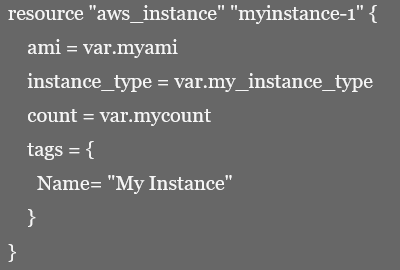 resource "aws_instance" "myinstance-1" {
ami = var.myami
instance_type = var.my_instance_type
count = var.mycount
tags = {
Name= "My Instance"
}
}